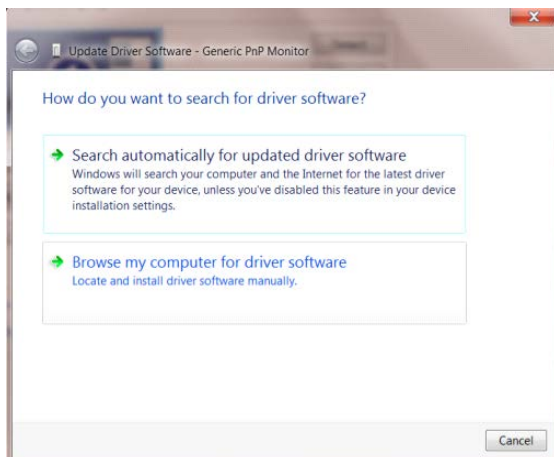 Update Driver Software - Generic PnP Monitor
How do you want to search for driver software?
Search automatically for updated driver software
Windows will search your computer and the Internet for the latest driver
software for your device, unless you've disabled this feature in your device
installation settings.
Browse my computer for driver software
Locate and install driver software manually.
Cancel